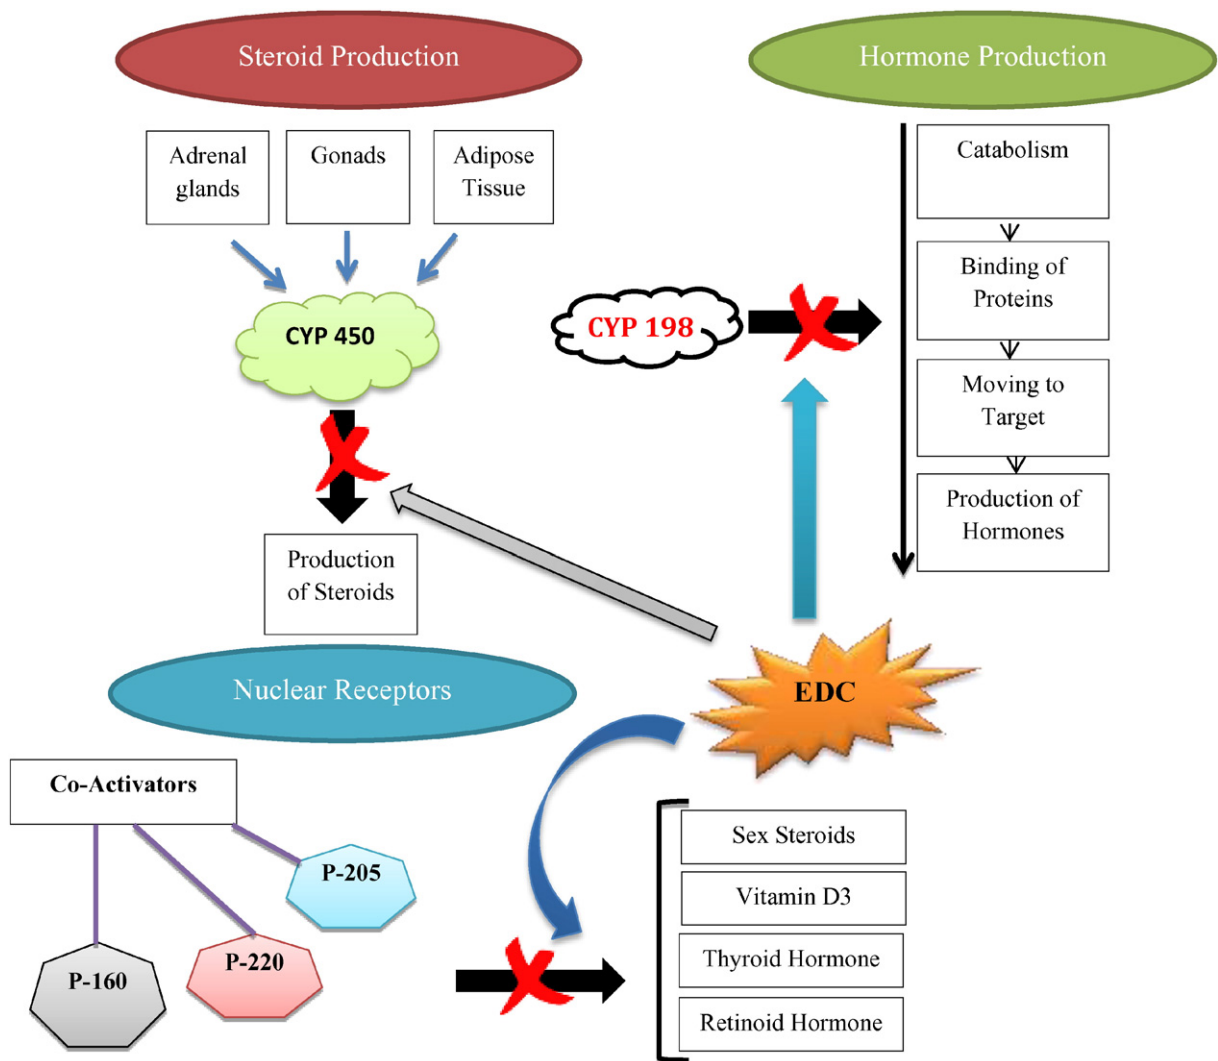 Steroid Production
Hormone Production
Adrenal
glands
Gonads
Adipose
Tissue
CYP 450
Production
of Steroids
CYP 198
Catabolism
Binding of
Proteins
Moving to
Target
Production of
Hormones
EDC
Nuclear Receptors
Co-Activators
P-205
P-220
P-160
Sex Steroids
Vitamin D3
Thyroid Hormone
Retinoid Hormone